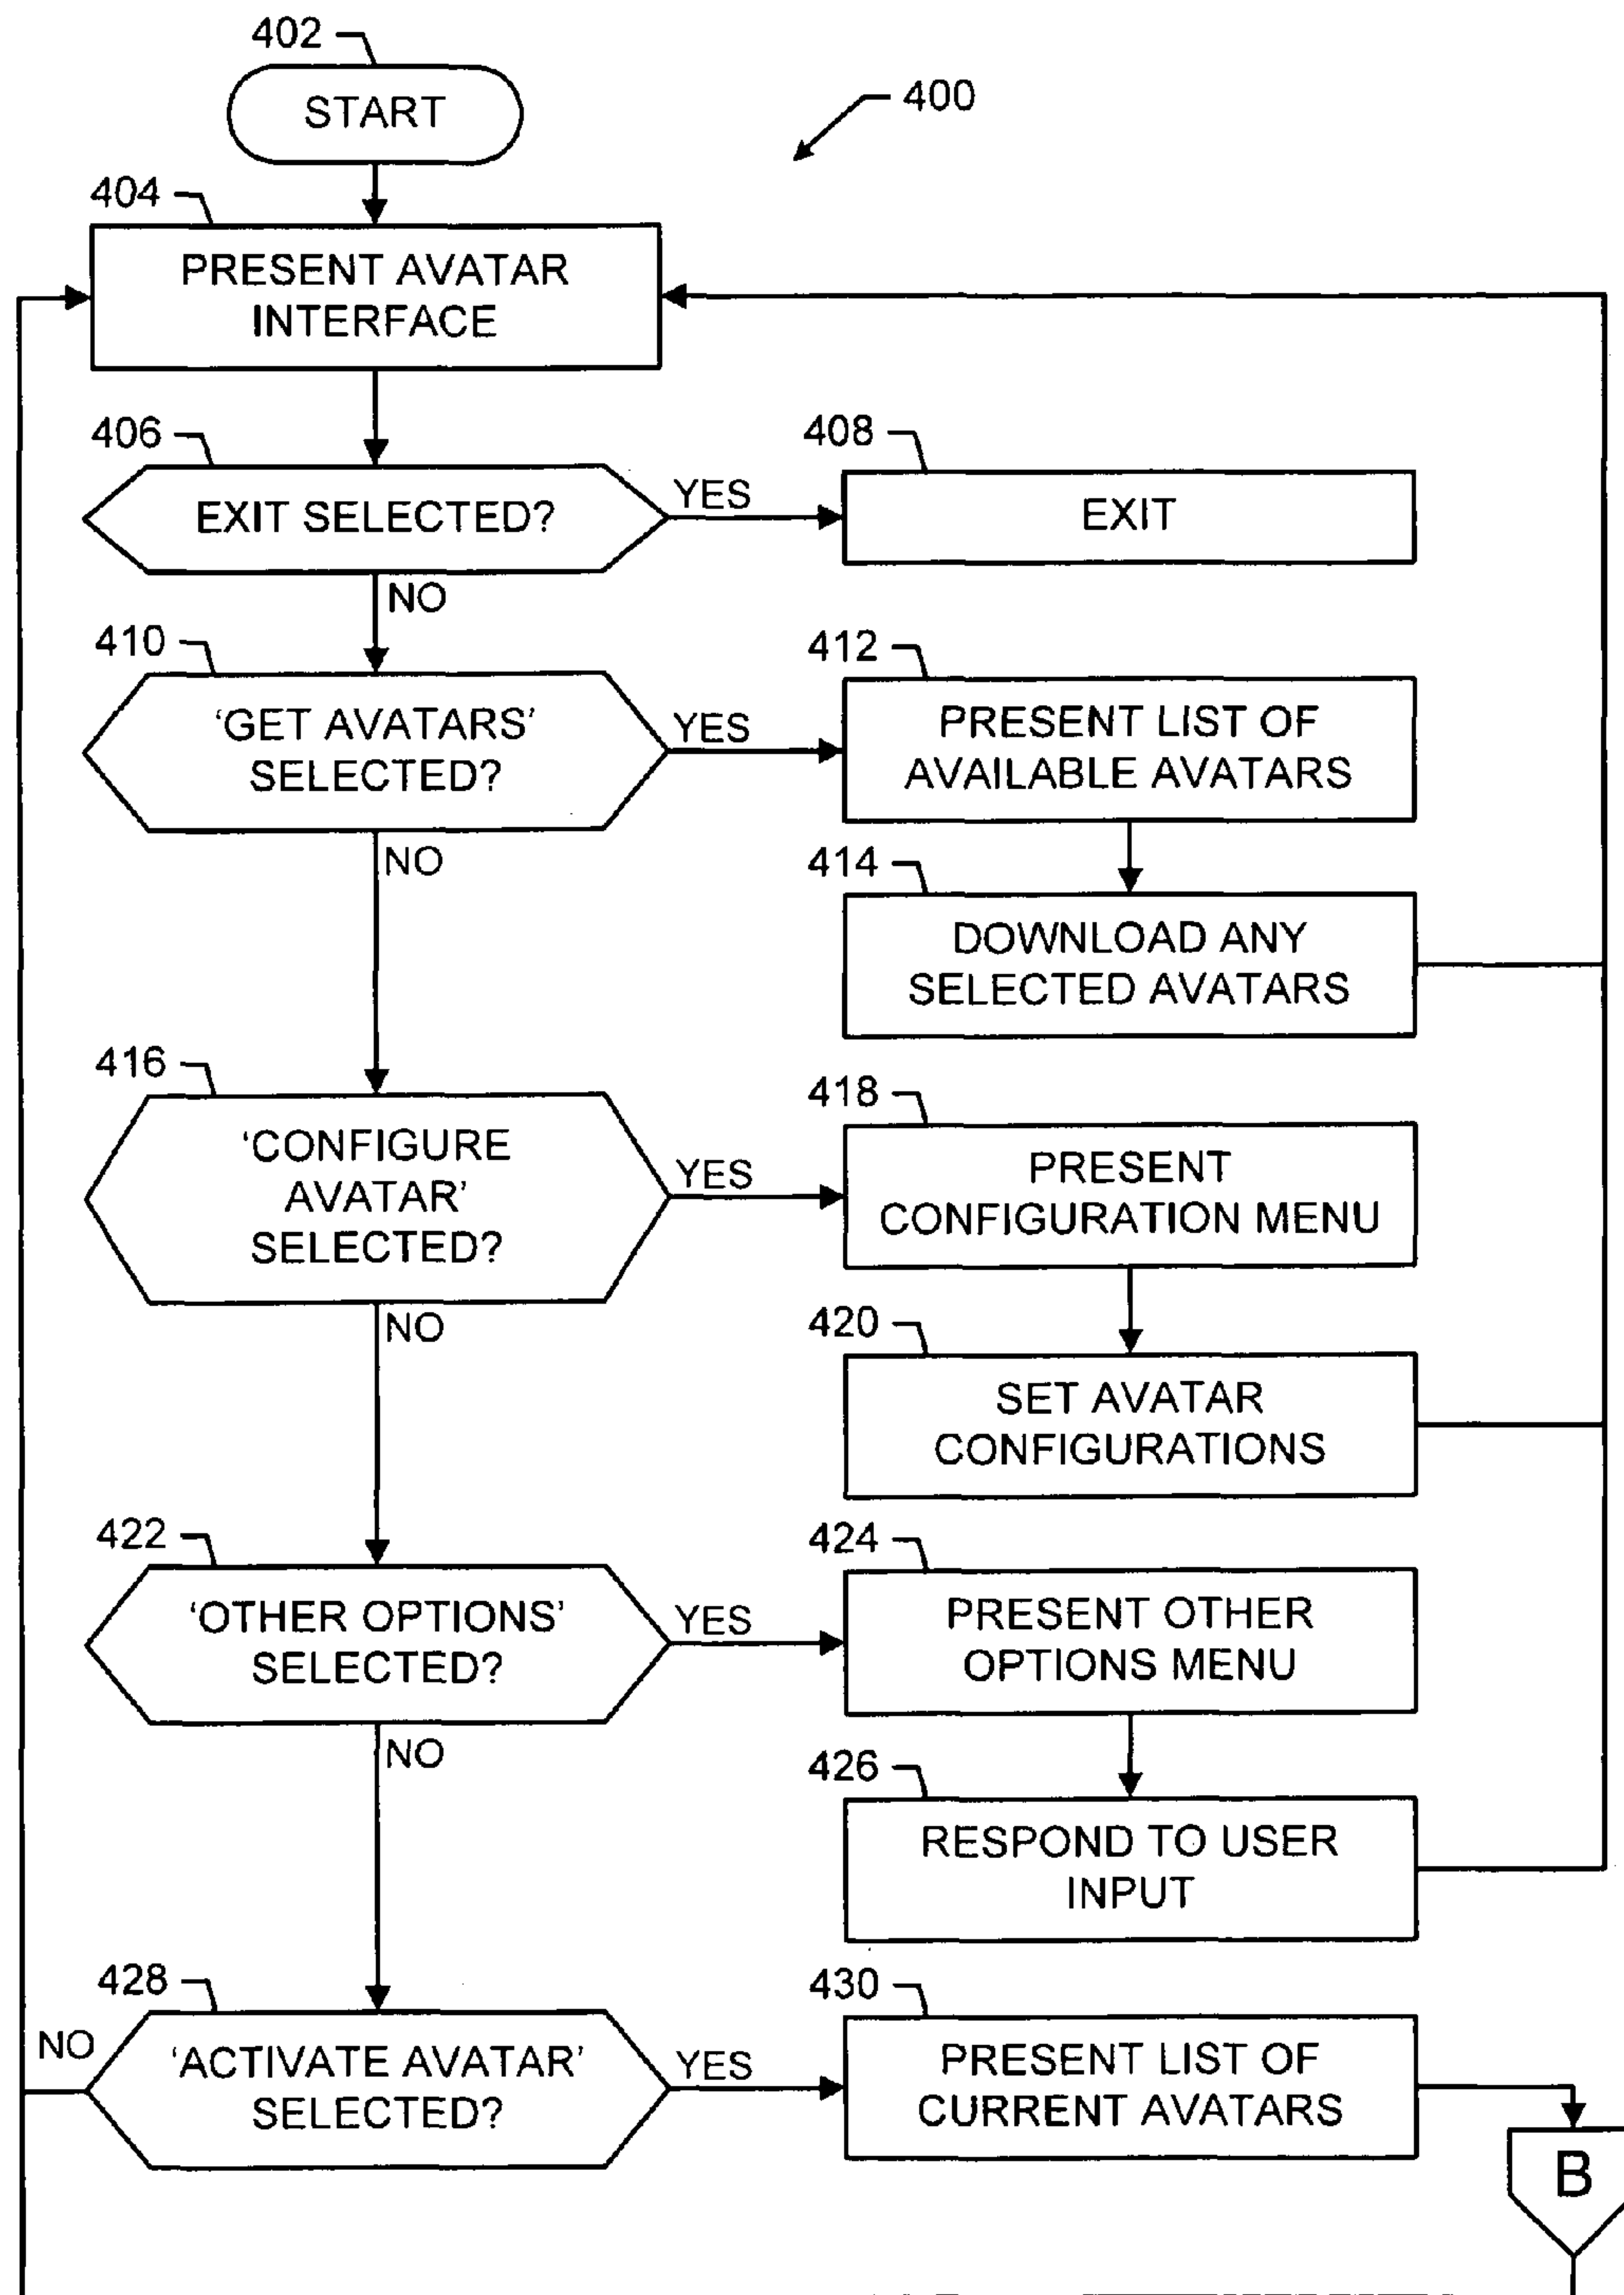 402
START
400
404
PRESENT AVATAR
INTERFACE
406
EXIT SELECTED?
YES
408
EXIT
NO
410
'GET AVATARS'
SELECTED?
YES
412
PRESENT LIST OF
AVAILABLE AVATARS
NO
414
DOWNLOAD ANY
SELECTED AVATARS
416
'CONFIGURE
AVATAR'
SELECTED?
YES
418
PRESENT
CONFIGURATION MENU
NO
420
SET AVATAR
CONFIGURATIONS
422
'OTHER OPTIONS'
SELECTED?
YES
424
PRESENT OTHER
OPTIONS MENU
NO
426
RESPOND TO USER
INPUT
428
NO
'ACTIVATE AVATAR'
SELECTED?
YES
430
PRESENT LIST OF
CURRENT AVATARS
B